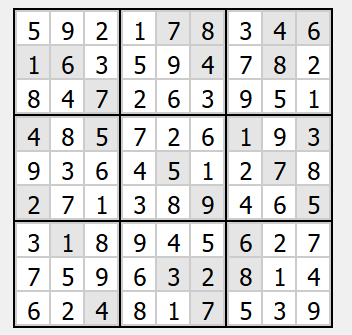 5 9 2 1 7 8 3 4 6
1 6 3 5 9 4 7 8 2
8 4 7 2 6 3 9 5 1
4 8 5 7 2 6 1 9 3
9 3 6 4 5 1 2 7 8
2 7 1 3 8 9 4 6 5
3 1 8 9 4 5 6 2 7
7 5 9 6 3 2 8 1 4
6 2 4 8 1 7 5 3 9